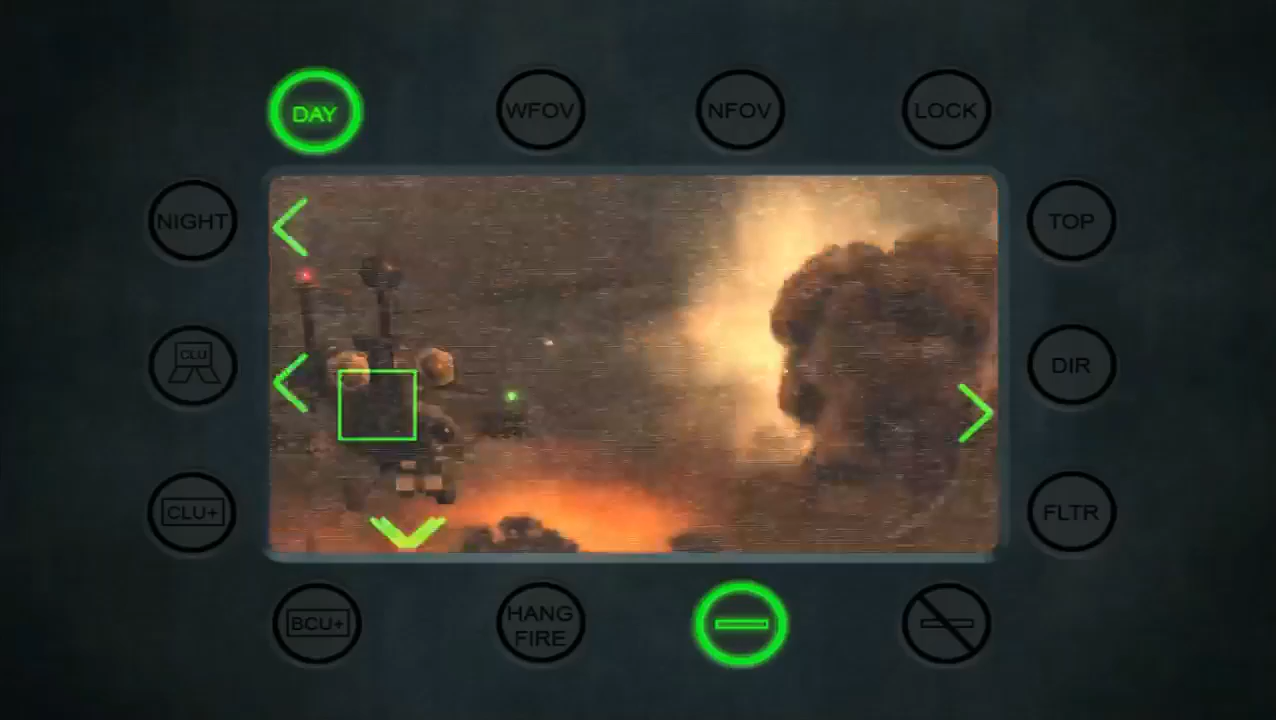 DAY
WFOV
NFOV
LOCK
NIGHT
TOP
CLU
DIR
CLU+
FLTR
BCU+
HANG
FIRE